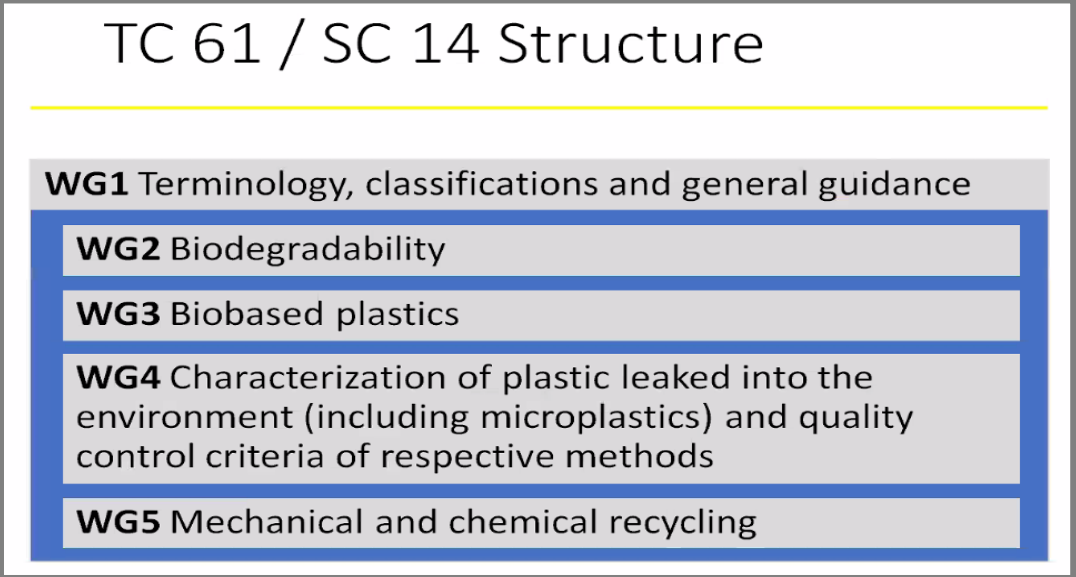 TC 61 / SC 14 Structure
WG1 Terminology, classifications and general guidance
WG2 Biodegradability
WG3 Biobased plastics
WG4 Characterization of plastic leaked into the
environment (including microplastics) and quality
control criteria of respective methods
WG5 Mechanical and chemical recycling